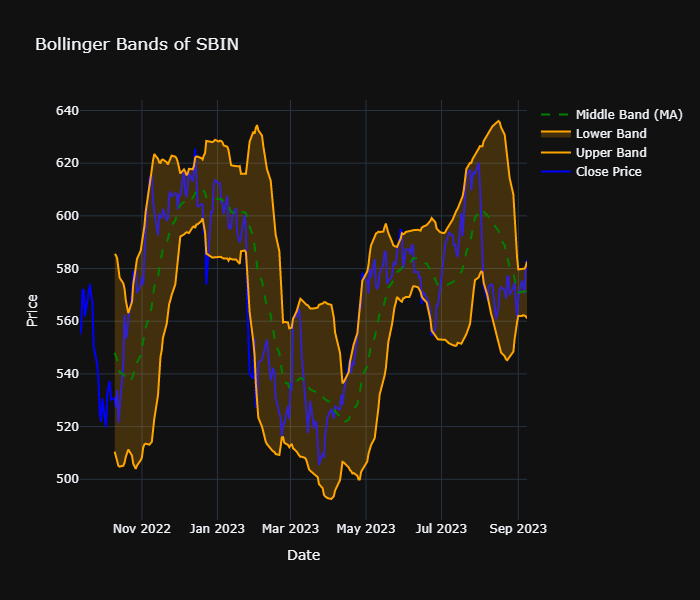 Bollinger Bands of SBIN
640
620
600
580
560
540
520
500
Price
Nov 2022
Jan 2023
Mar 2023
May 2023
Jul 2023
Sep 2023
Date
Middle Band (MA)
Lower Band
Upper Band
Close Price